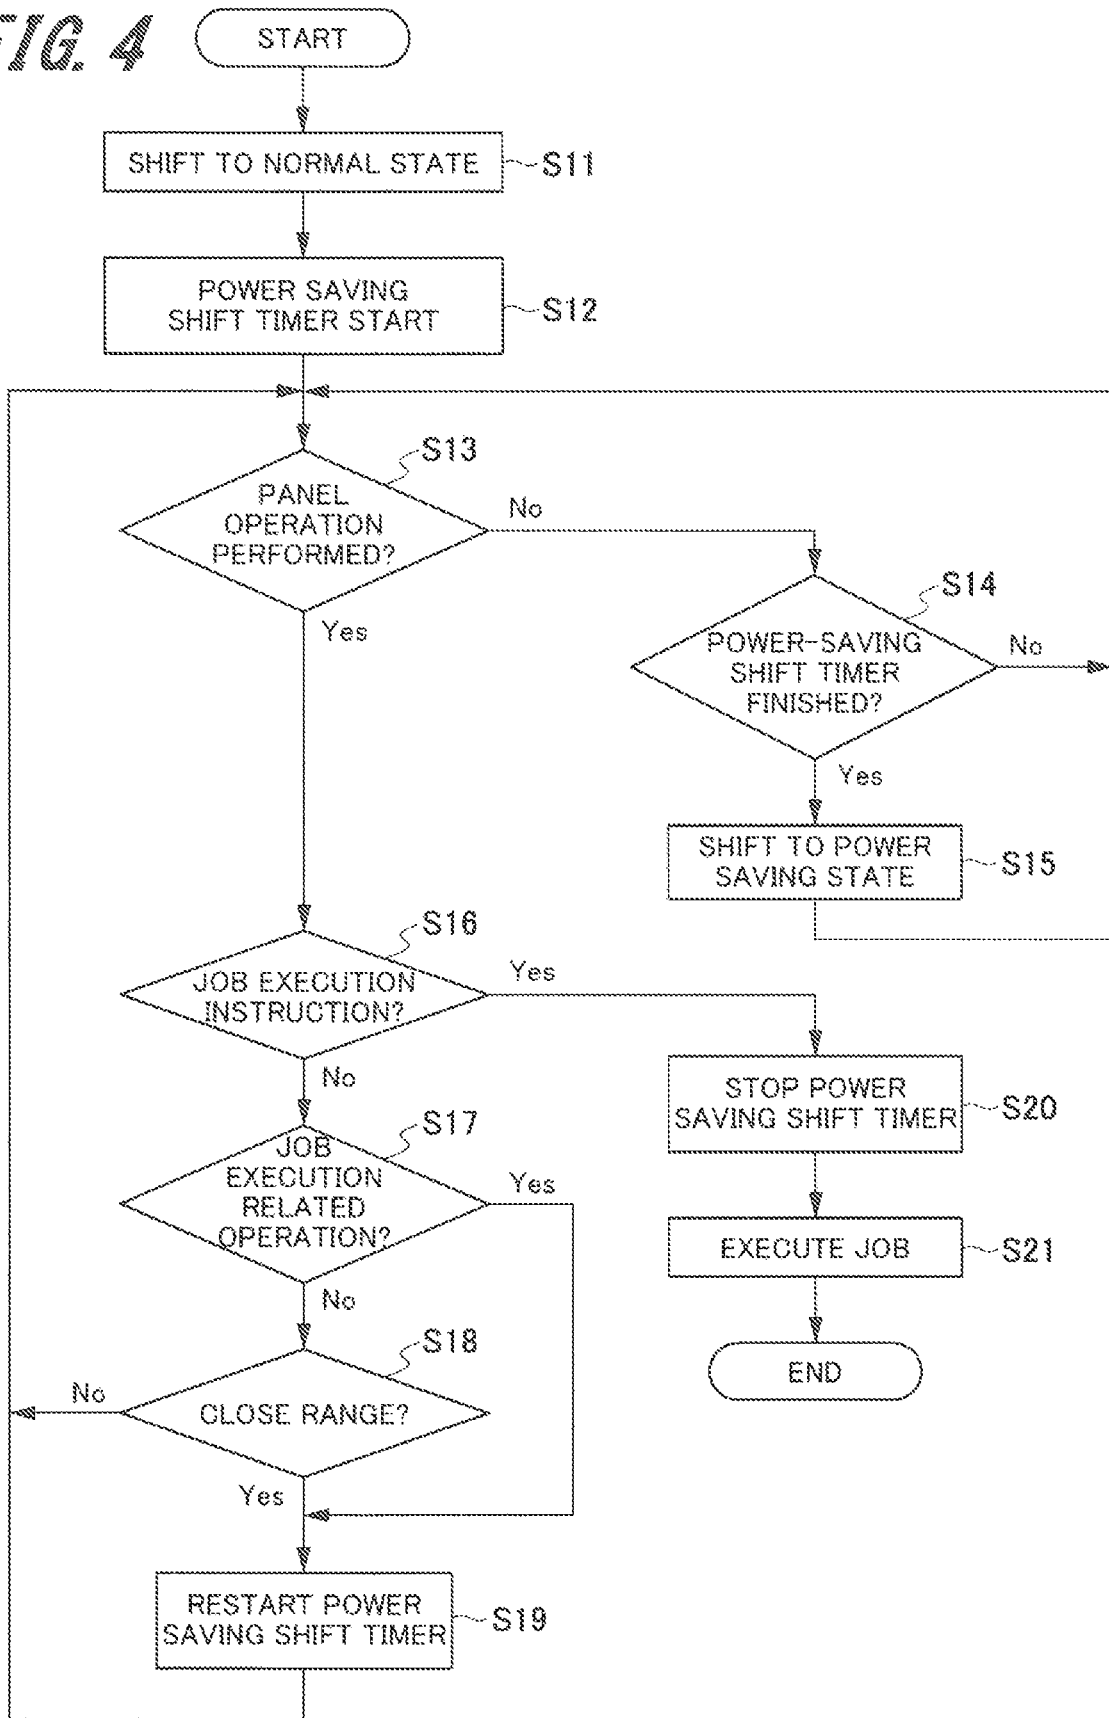 FIG. 4
START
SHIFT TO NORMAL STATE
S11
POWER SAVING
SHIFT TIMER START
S12
S13
PANEL
OPERATION
PERFORMED?
No
Yes
S14
POWER-SAVING
SHIFT TIMER
FINISHED?
No
Yes
SHIFT TO POWER
SAVING STATE
S15
S16
JOB EXECUTION
INSTRUCTION?
Yes
No
STOP POWER
SAVING SHIFT TIMER
S20
S17
JOB
EXECUTION
RELATED
OPERATION?
Yes
No
EXECUTE JOB
S21
END
S18
CLOSE RANGE?
No
Yes
RESTART POWER
SAVING SHIFT TIMER
S19